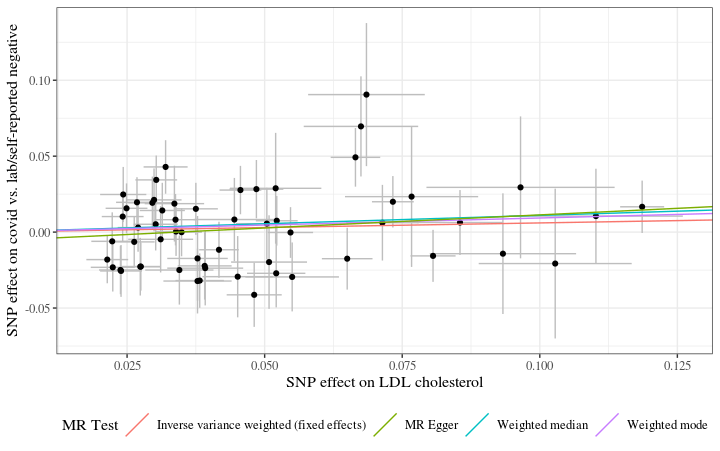 SNP effect on covid vs. lab/self-reported negative
0.10
0.05
0.00
-0.05
0.025 0.050 0.075 0.100 0.125
SNP effect on LDL cholesterol
MR Test Inverse variance weighted (fixed effects) MR Egger Weighted median Weighted mode